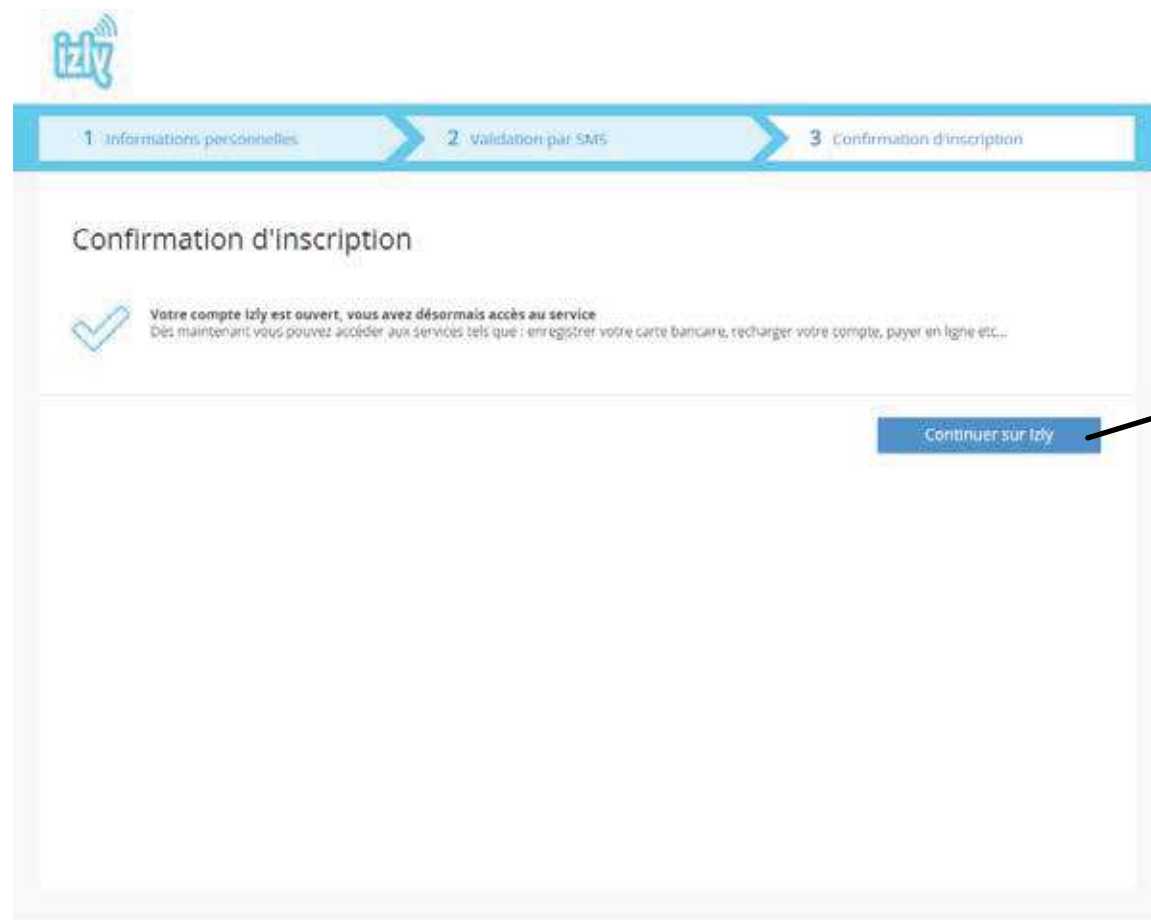 izly
1 Informations personnelles
2 Validation par SMS
3 Confirmation d'inscription
Confirmation d'inscription
Votre compte Izly est ouvert, vous avez désormais accès au service
Dès maintenant vous pouvez accéder aux services tels que : enregistrer votre carte bancaire, recharger votre compte, payer en ligne etc...
Continuer sur Izly